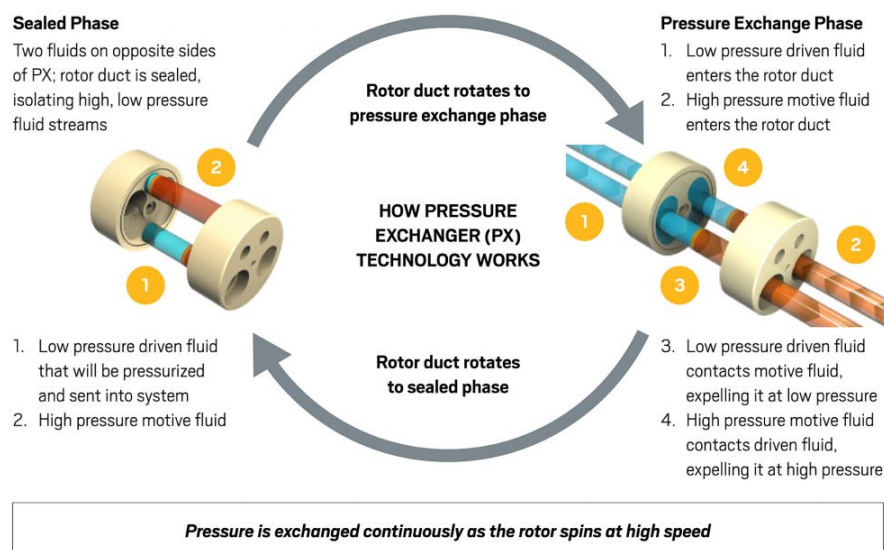 Sealed Phase
Two fluids on opposite sides
of PX; rotor duct is sealed,
isolating high, low pressure
fluid streams
2
1
1. Low pressure driven fluid
that will be pressurized
and sent into system
2. High pressure motive fluid
Rotor duct rotates to
pressure exchange phase
HOW PRESSURE
EXCHANGER (PX)
TECHNOLOGY WORKS
Rotor duct rotates
to sealed phase
Pressure Exchange Phase
1. Low pressure driven fluid
enters the rotor duct
2. High pressure motive fluid
enters the rotor duct
4
1
2
3
3. Low pressure driven fluid
contacts motive fluid,
expelling it at low pressure
4. High pressure motive fluid
contacts driven fluid,
expelling it at high pressure
Pressure is exchanged continuously as the rotor spins at high speed